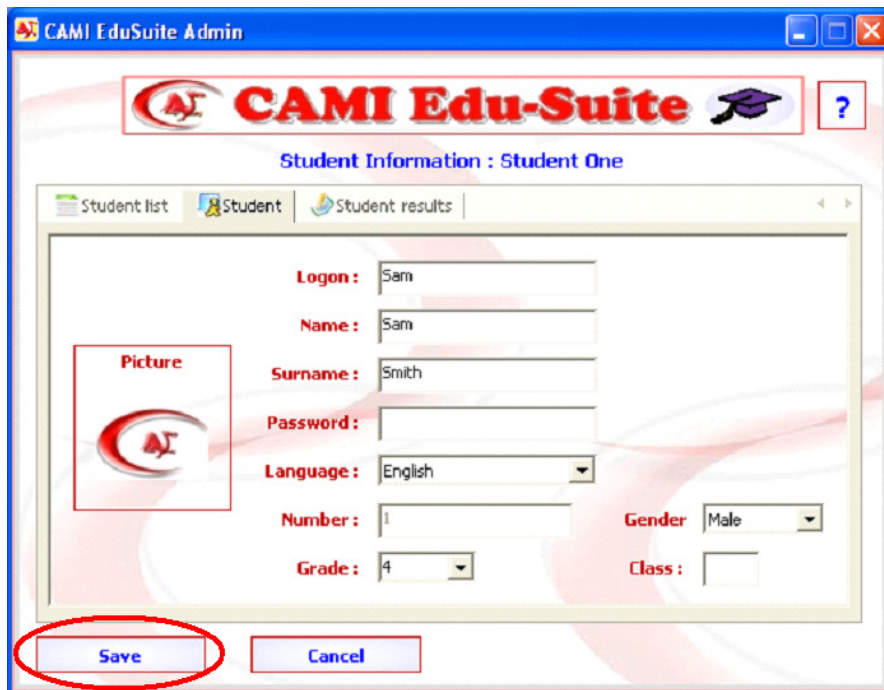 CAMI EduSuite Admin
CAMI Edu-Suite
?
Student Information : Student One
Student list Student Student results
Logon : Sam
Name : Sam
Picture
Surname : Smith
Password :
Language : English
Number : 1 Gender Male
Grade : 4 Class :
Save Cancel